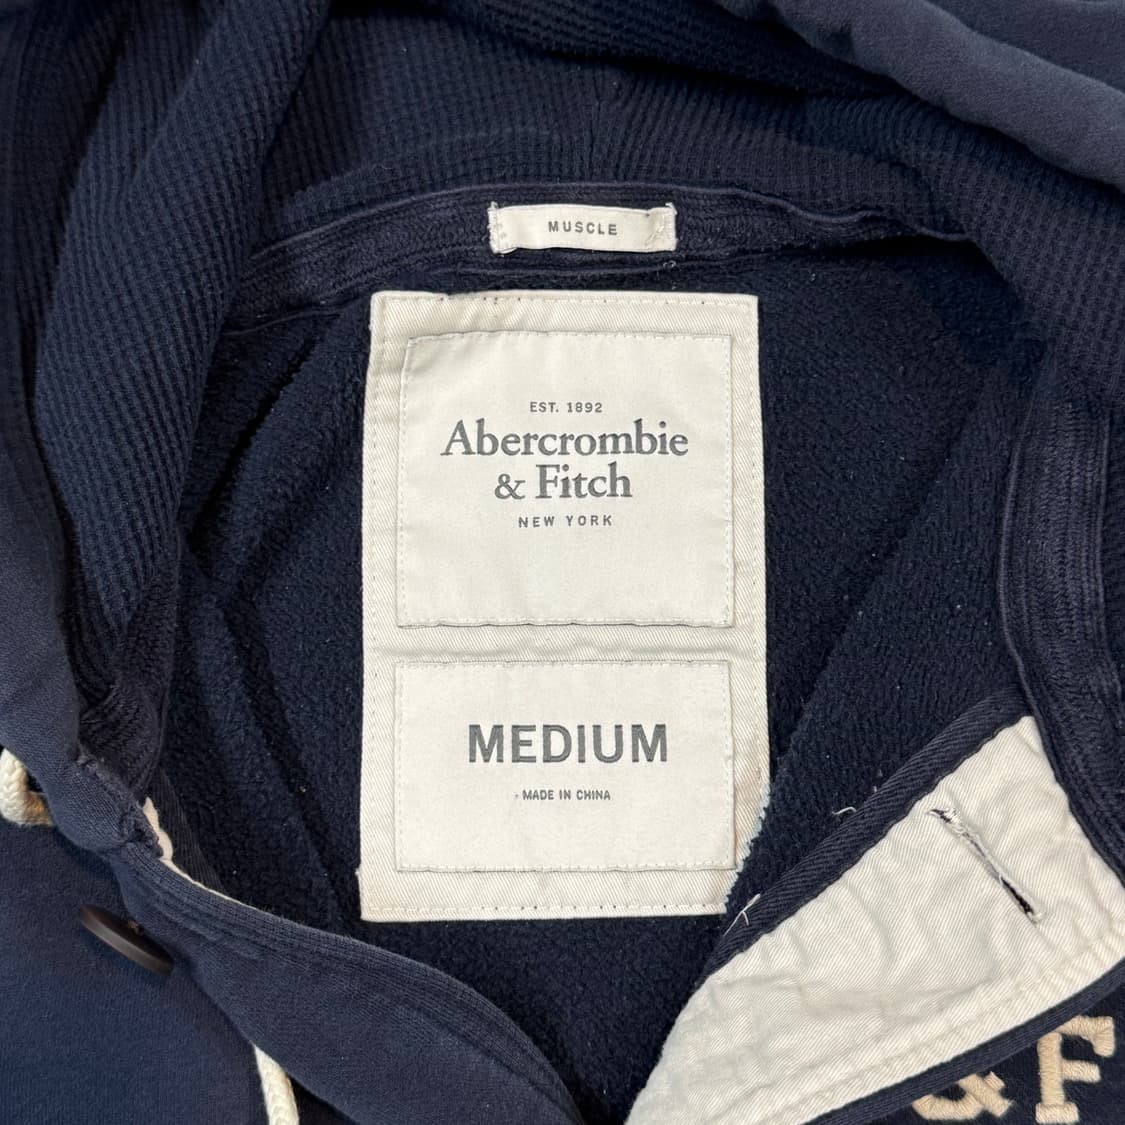 MUSCLE
EST. 1892
Abercrombie
& Fitch
NEW YORK
MEDIUM
MADE IN CHINA
& F